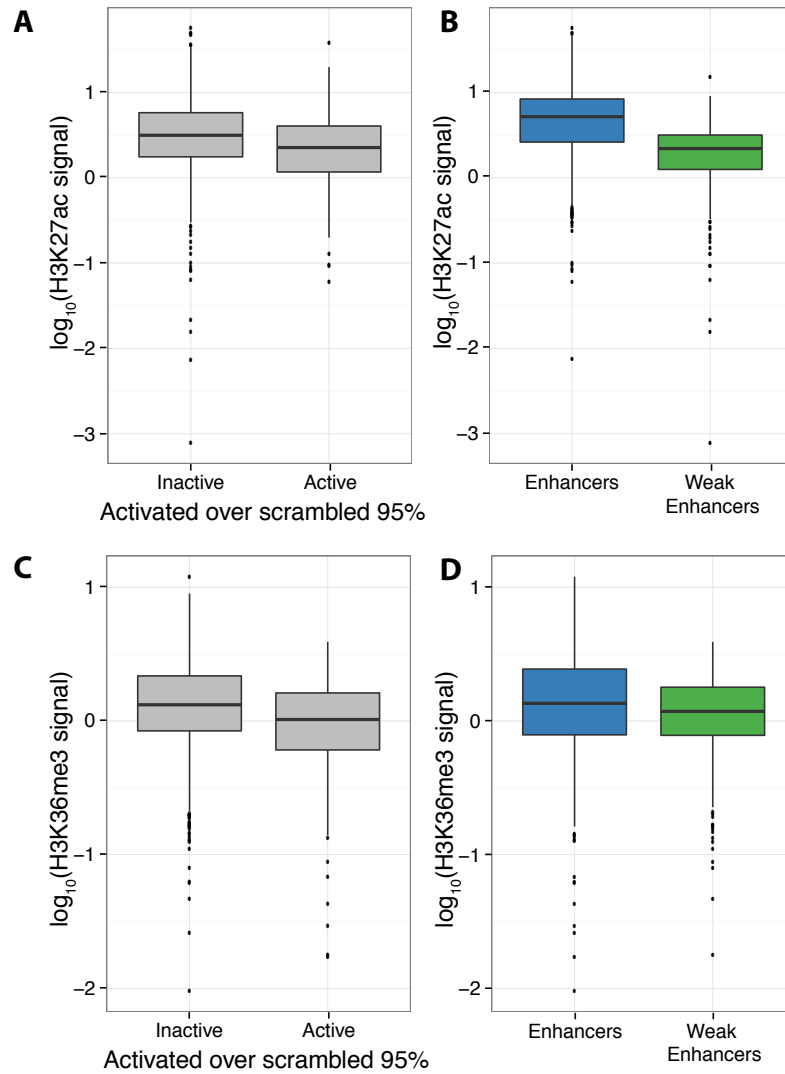 A
log10(H3K27ac signal)
1
0
−1
−2
−3
Inactive
Active
Activated over scrambled 95%
B
log10(H3K27ac signal)
1
0
−1
−2
−3
Enhancers
Weak
Enhancers
C
log10(H3K36me3 signal)
1
0
−1
−2
Inactive
Active
Activated over scrambled 95%
D
log10(H3K36me3 signal)
1
0
−1
−2
Enhancers
Weak
Enhancers